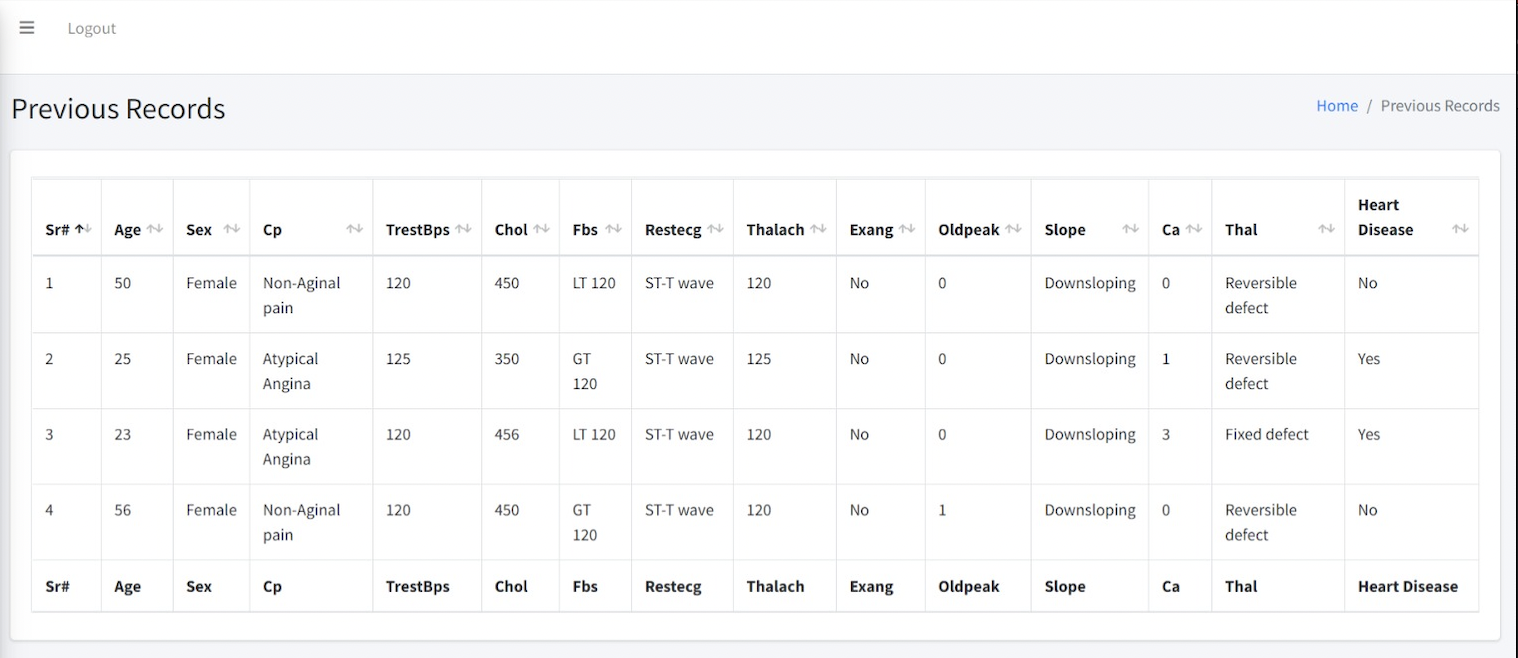 Logout
Previous Records
Home / Previous Records
Sr# Age Sex Cp TrestBps Chol Fbs Restecg Thalach Exang Oldpeak Slope Ca Thal Heart Disease
1 50 Female Non-Aginal pain 120 450 LT 120 ST-T wave 120 No 0 Downsloping 0 Reversible defect No
2 25 Female Atypical Angina 125 350 GT 120 ST-T wave 125 No 0 Downsloping 1 Reversible defect Yes
3 23 Female Atypical Angina 120 456 LT 120 ST-T wave 120 No 0 Downsloping 3 Fixed defect Yes
4 56 Female Non-Aginal pain 120 450 GT 120 ST-T wave 120 No 1 Downsloping 0 Reversible defect No
Sr# Age Sex Cp TrestBps Chol Fbs Restecg Thalach Exang Oldpeak Slope Ca Thal Heart Disease